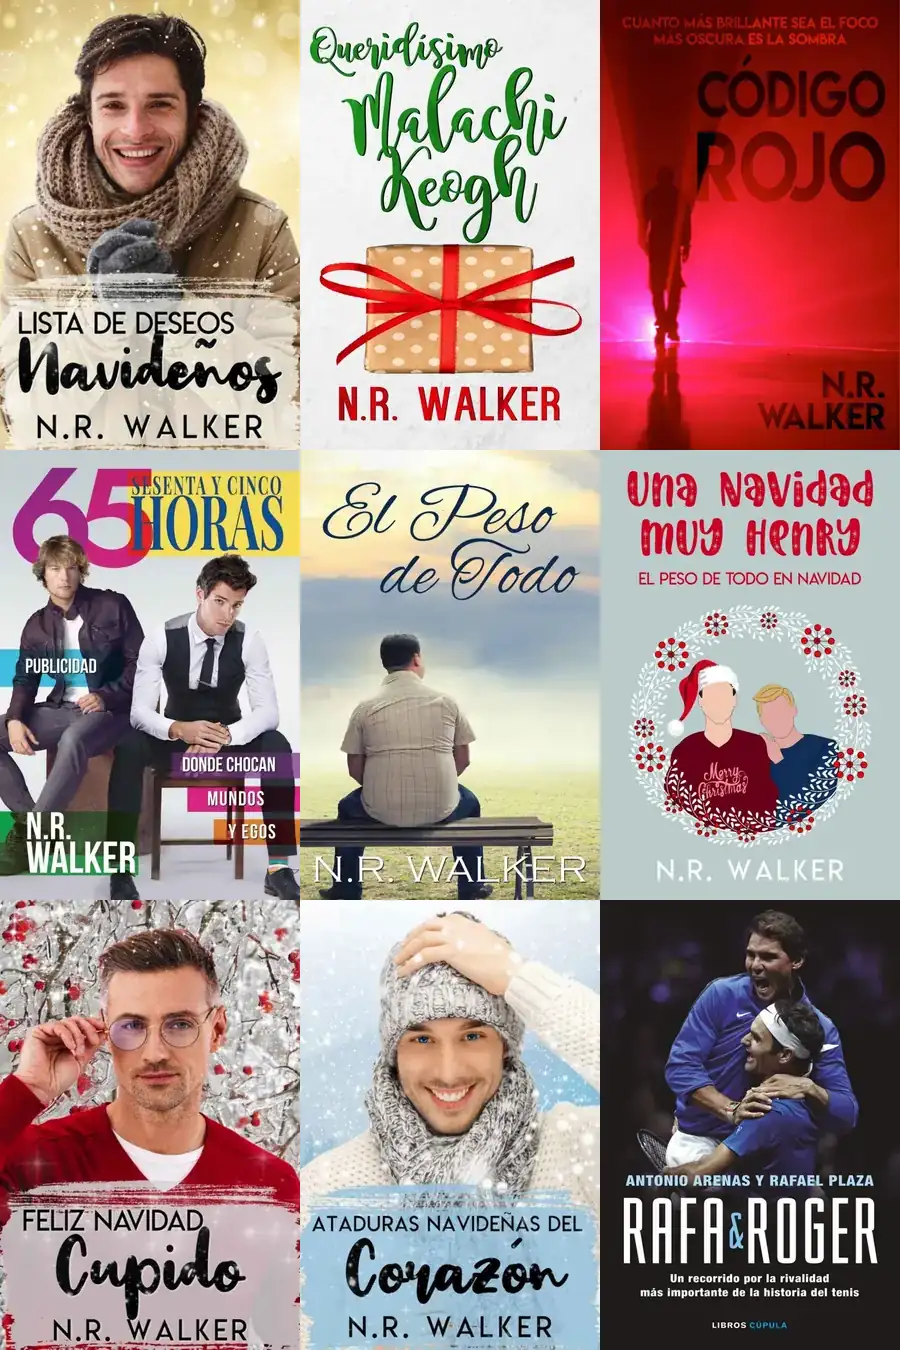 LISTA DE DESEOS
Navideños
N.R. WALKER
Queridísimo
Malachi
Keogh
N.R. WALKER
CUANTO MÁS BRILLANTE SEA EL FOCO
MÁS OSCURA ES LA SOMBRA
CÓDIGO
ROJO
N.R.
WALKER
65
SESENTA Y CINCO
HORAS
PUBLICIDAD
DONDE CHOCAN
MUNDOS
Y EGOS
N.R.
WALKER
El Peso
de Todo
N.R. WALKER
Una Navidad
muy Henry
EL PESO DE TODO EN NAVIDAD
Merry
Christmas
N.R. WALKER
FELIZ NAVIDAD
Cupido
N.R. WALKER
ATADURAS NAVIDEÑAS DEL
Corazón
N.R. WALKER
ANTONIO ARENAS Y RAFAEL PLAZA
RAFA & ROGER
Un recorrido por la rivalidad
más importante de la historia del tenis
LIBROS CÚPULA